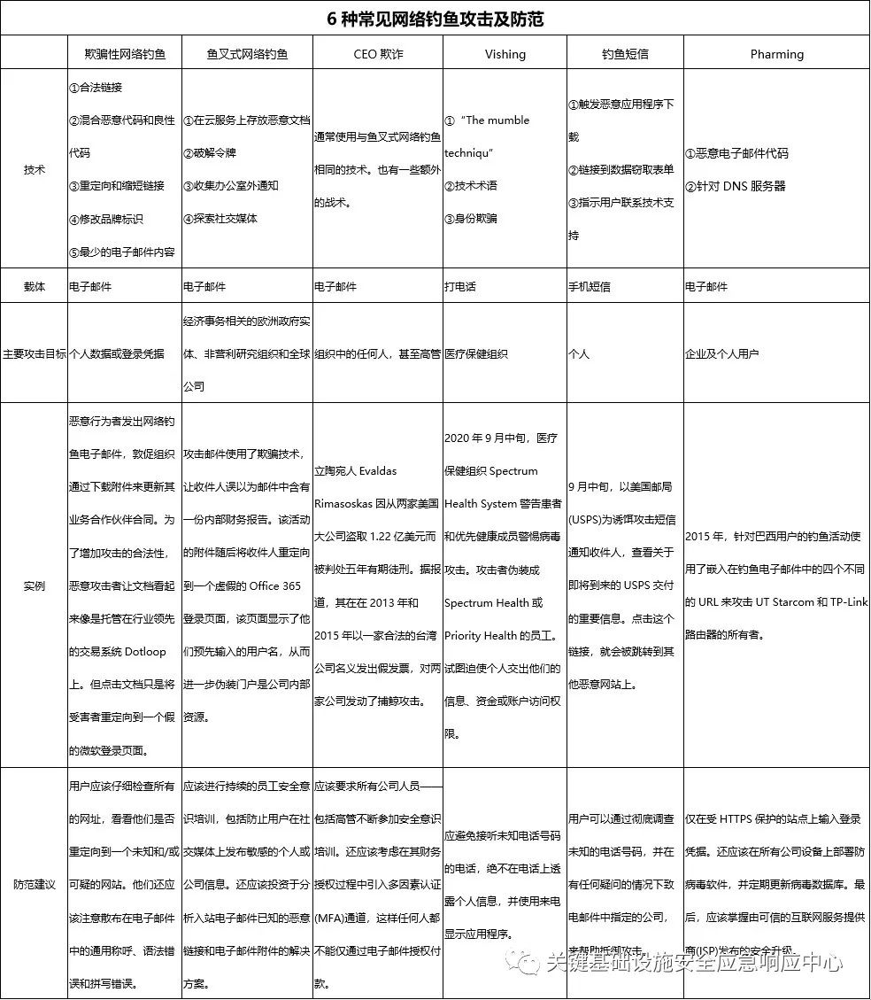 6种常见网络钓鱼攻击及防范
欺骗性网络钓鱼
鱼叉式网络钓鱼
CEO 欺诈
Vishing
钓鱼短信
Pharming
技术
①合法链接
②混合恶意代码和良性
代码
③重定向和缩短链接
④修改品牌标识
⑤最少的电子邮件内容
①在云服务上存放恶意文档
②破解令牌
③收集办公室外通知
④探索社交媒体
通常使用与鱼叉式网络钓鱼
相同的技术。也有一些额外
的战术。
①“The mumble
techniqu”
②技术术语
③身份欺骗
①触发恶意应用程序下
载
②链接到数据窃取表单
③指示用户联系技术支
持
①恶意电子邮件代码
②针对 DNS 服务器
载体
电子邮件
电子邮件
电子邮件
打电话
手机短信
电子邮件
主要攻击目标
个人数据或登录凭据
经济事务相关的欧洲政府实
体、非营利研究组织和全球
公司
组织中的任何人，甚至高管
医疗保健组织
个人
企业及个人用户
实例
恶意行为者发出网络钓
鱼电子邮件，敦促组织
通过下载附件来更新其
业务合作伙伴合同。为
了增加攻击的合法性，
恶意攻击者让文档看起
来像是托管在行业领先
的交易系统 Dotloop
上。但点击文档只是将
受害者重定向到一个假
的微软登录页面。
攻击邮件使用了欺骗技术，
让收件人误以为邮件中含有
一份内部财务报告。该活动
的附件随后将收件人重定向
到一个虚假的 Office 365
登录页面，该页面显示了他
们预先输入的用户名，从而
进一步伪装门户是公司内部
资源。
立陶宛人 Evaldas
Rimasoskas 因从两家美国
大公司盗取 1.22 亿美元而
被判处五年有期徒刑。据报
道，其在在 2013 年和
2015 年以一家合法的台湾
公司名义发出假发票，对两
家公司发动了捕鲸攻击。
2020 年 9 月中旬，医疗
保健组织 Spectrum
Health System 警告患者
和优先健康成员警惕病毒
攻击。攻击者伪装成
Spectrum Health 或
Priority Health 的员工。
试图迫使个人交出他们的
信息、资金或账户访问权
限。
9 月中旬，以美国邮局
(USPS)为诱饵攻击短信
通知收件人，查看关于
即将到来的 USPS 交付
的重要信息。点击这个
链接，就会被跳转到其
他恶意网站上。
2015 年，针对巴西用户的钓鱼活动使
用了嵌入在钓鱼电子邮件中的四个不同
的 URL 来攻击 UT Starcom 和 TP-Link
路由器的所有者。
防范建议
用户应该仔细检查所有
的网址，看看他们是否
重定向到一个未知和/或
可疑的网站。他们还应
该注意散布在电子邮件
中的通用称呼、语法错
误和拼写错误。
应该进行持续的员工安全意
识培训，包括防止用户在社
交媒体上发布敏感的个人或
公司信息。还应该投资于分
析入站电子邮件已知的恶意
链接和电子邮件附件的解决
方案。
应该要求所有公司人员——
包括高管不断参加安全意识
培训。还应该考虑在其财务
授权过程中引入多因素认证
(MFA)通道，这样任何人都
不能仅通过电子邮件授权付
款。
应避免接听未知电话号码
的电话，绝不在电话上透
露个人信息，并使用来电
显示应用程序。
用户可以通过彻底调查
未知的电话号码，并在
有任何疑问的情况下致
电邮件中指定的公司，
来帮助抵御攻击。
仅在受 HTTPS 保护的站点上输入登录
凭据。还应该在所有公司设备上部署防
病毒软件，并定期更新病毒数据库。最
后，应该掌握由可信的互联网服务提供
商(ISP)发布的安全升级。
关键基础设施安全应急响应中心